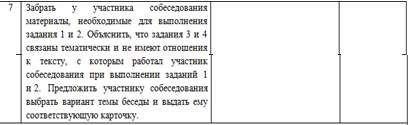 7 Забрать у участника собеседования
материалы, необходимые для выполнения
задания 1 и 2. Объяснить, что задания 3 и 4
связаны тематически и не имеют отношения
к тексту, с которым работал участник
собеседования при выполнении заданий 1
и 2. Предложить участнику собеседования
выбрать вариант темы беседы и выдать ему
соответствующую карточку.